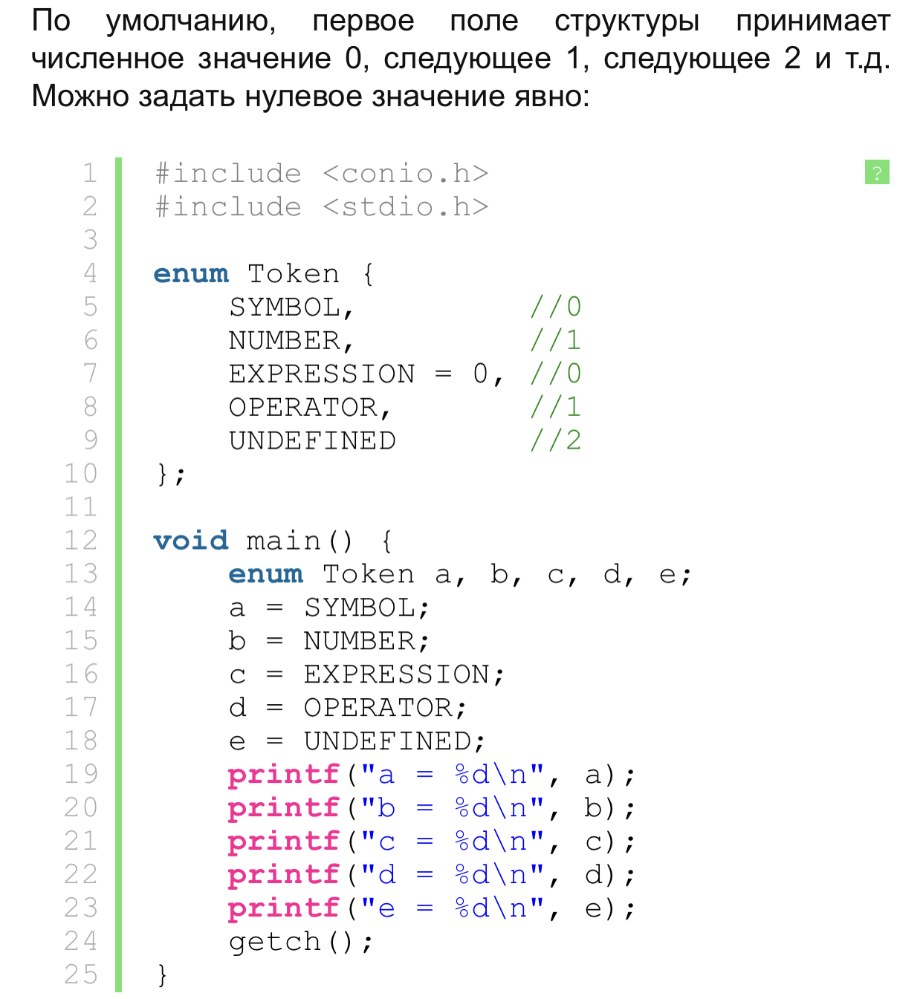 По умолчанию, первое поле структуры принимает
численное значение 0, следующее 1, следующее 2 и т.д.
Можно задать нулевое значение явно:
?
1 #include <conio.h>
2 #include <stdio.h>
3
4 enum Token {
5     SYMBOL,         //0
6     NUMBER,         //1
7     EXPRESSION = 0, //0
8     OPERATOR,       //1
9     UNDEFINED       //2
10 };
11
12 void main() {
13     enum Token a, b, c, d, e;
14     a = SYMBOL;
15     b = NUMBER;
16     c = EXPRESSION;
17     d = OPERATOR;
18     e = UNDEFINED;
19     printf("a = %d\n", a);
20     printf("b = %d\n", b);
21     printf("c = %d\n", c);
22     printf("d = %d\n", d);
23     printf("e = %d\n", e);
24     getch();
25 }